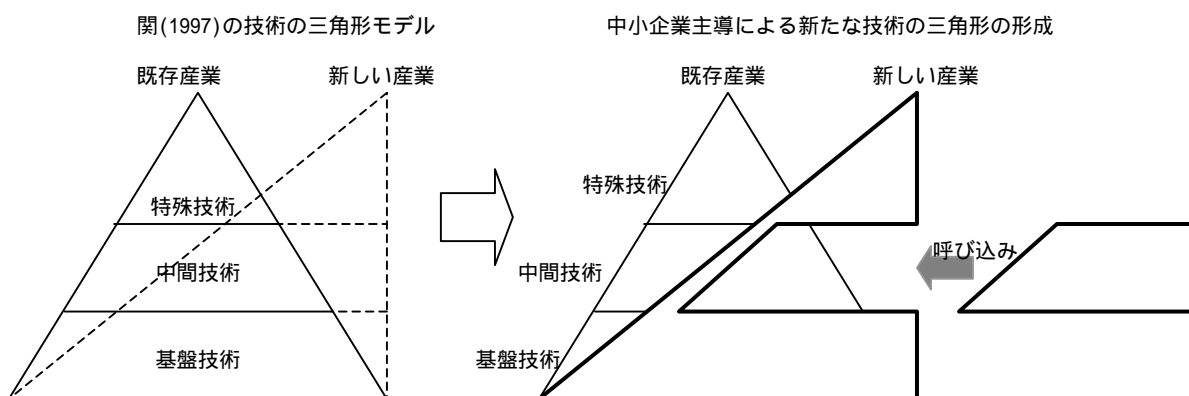 関(1997)の技術の三角形モデル
中小企業主導による新たな技術の三角形の形成
既存産業
新しい産業
特殊技術
中間技術
基盤技術
既存産業
新しい産業
特殊技術
中間技術
基盤技術
呼び込み